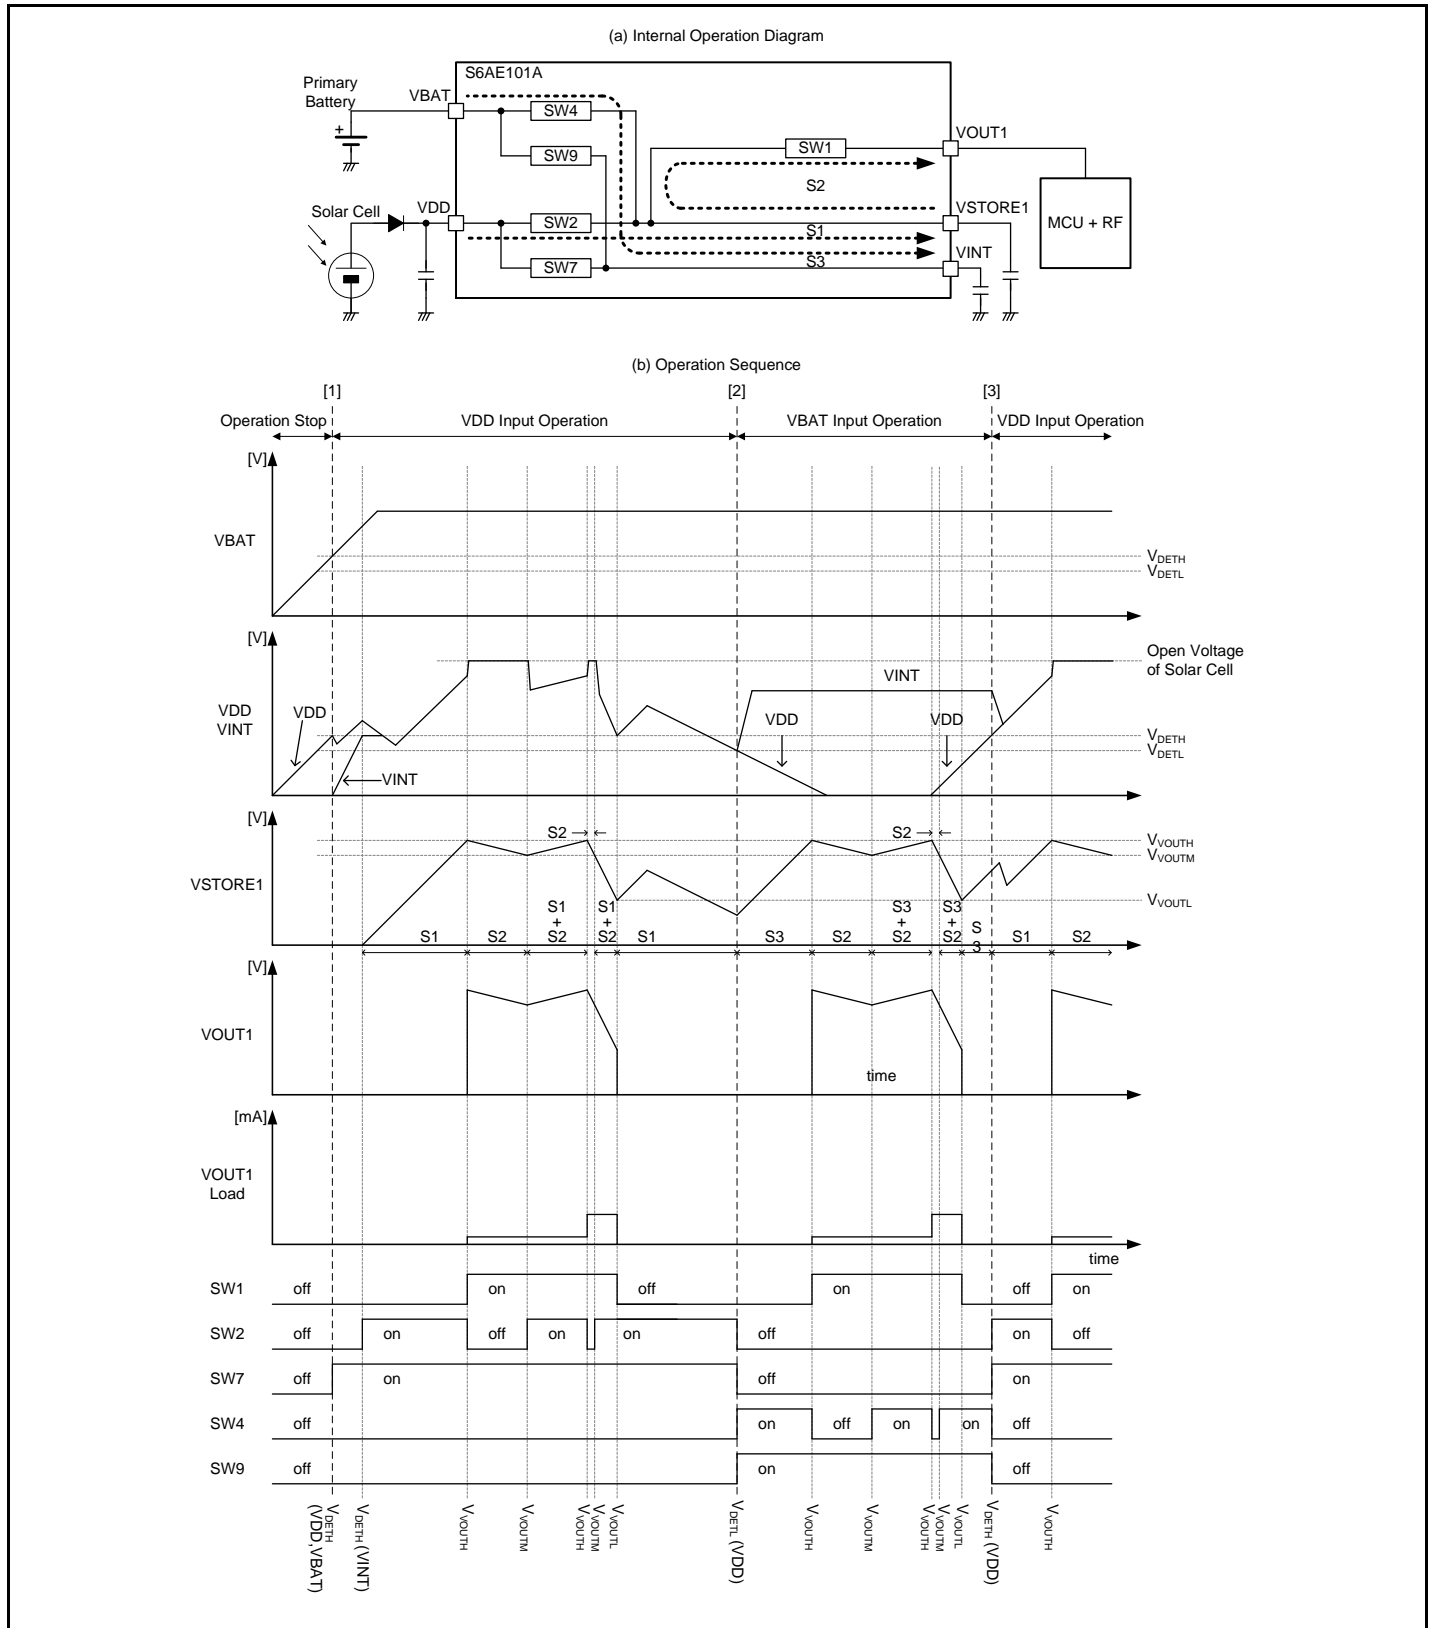 (a) Internal Operation Diagram
S6AE101A
Primary
Battery
VBAT
+
SW4
SW9
SW1
VOUT1
S2
Solar Cell
VDD
SW2
VSTORE1
MCU + RF
S1
VINT
SW7
S3
(b) Operation Sequence
[1]
[2]
[3]
Operation Stop
VDD Input Operation
VBAT Input Operation
VDD Input Operation
[V]
VBAT
VDETH
VDETL
[V]
Open Voltage
of Solar Cell
VINT
VDD
VINT
VDD
VDD
VDD
VDETH
VDETL
VINT
[V]
S2
S2
VVOUTH
VVOUTM
VSTORE1
VVOUTL
S1
+
S2
S1
+
S2
S3
+
S2
S3
+
S2
S
3
S1
S2
S1
S3
S2
S1
S2
[V]
VOUT1
time
[mA]
VOUT1
Load
time
SW1
off
on
off
on
off
on
SW2
off
on
off
on
on
off
on
off
SW7
off
on
off
on
SW4
off
on
off
on
on
off
SW9
off
on
off
VDETH
(VDD,VBAT)
VDETH (VINT)
VVOUTH
VVOUTM
VVOUTH
VVOUTM
VVOUTL
VDETL (VDD)
VVOUTH
VVOUTM
VVOUTH
VVOUTM
VVOUTL
VDETH (VDD)
VVOUTH